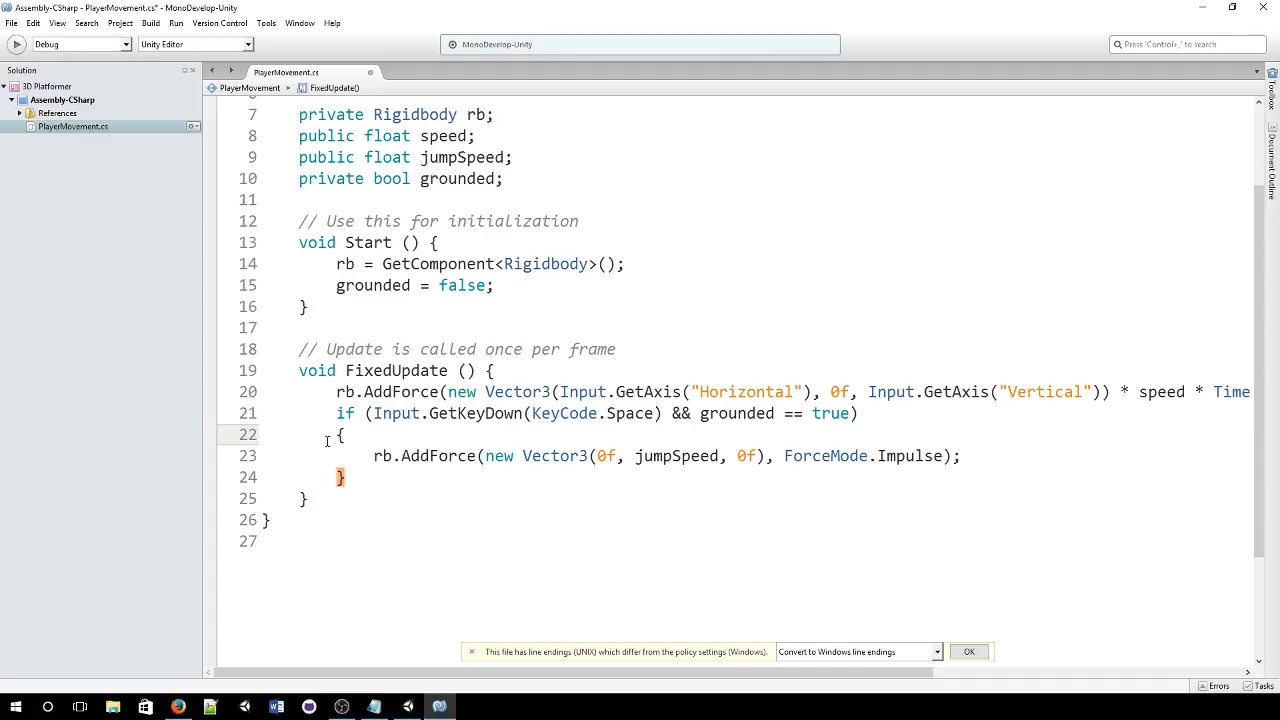 Assembly-CSharp - PlayerMovement.cs* - MonoDevelop-Unity
File Edit View Search Project Build Run Version Control Tools Window Help
Debug Unity Editor MonoDevelop-Unity Press 'Control+,' to search
Solution PlayerMovement.cs
3D Platformer PlayerMovement FixedUpdate()
Assembly-CSharp
References
PlayerMovement.cs
7 private Rigidbody rb;
8 public float speed;
9 public float jumpSpeed;
10 private bool grounded;
11
12 // Use this for initialization
13 void Start () {
14 rb = GetComponent<Rigidbody>();
15 grounded = false;
16 }
17
18 // Update is called once per frame
19 void FixedUpdate () {
20 rb.AddForce(new Vector3(Input.GetAxis("Horizontal"), 0f, Input.GetAxis("Vertical")) * speed * Time
21 if (Input.GetKeyDown(KeyCode.Space) && grounded == true)
22 {
23 rb.AddForce(new Vector3(0f, jumpSpeed, 0f), ForceMode.Impulse);
24 }
25 }
26 }
27
Toolbox
Document Outline
× This file has line endings (UNIX) which differ from the policy settings (Windows). Convert to Windows line endings OK
Errors Tasks